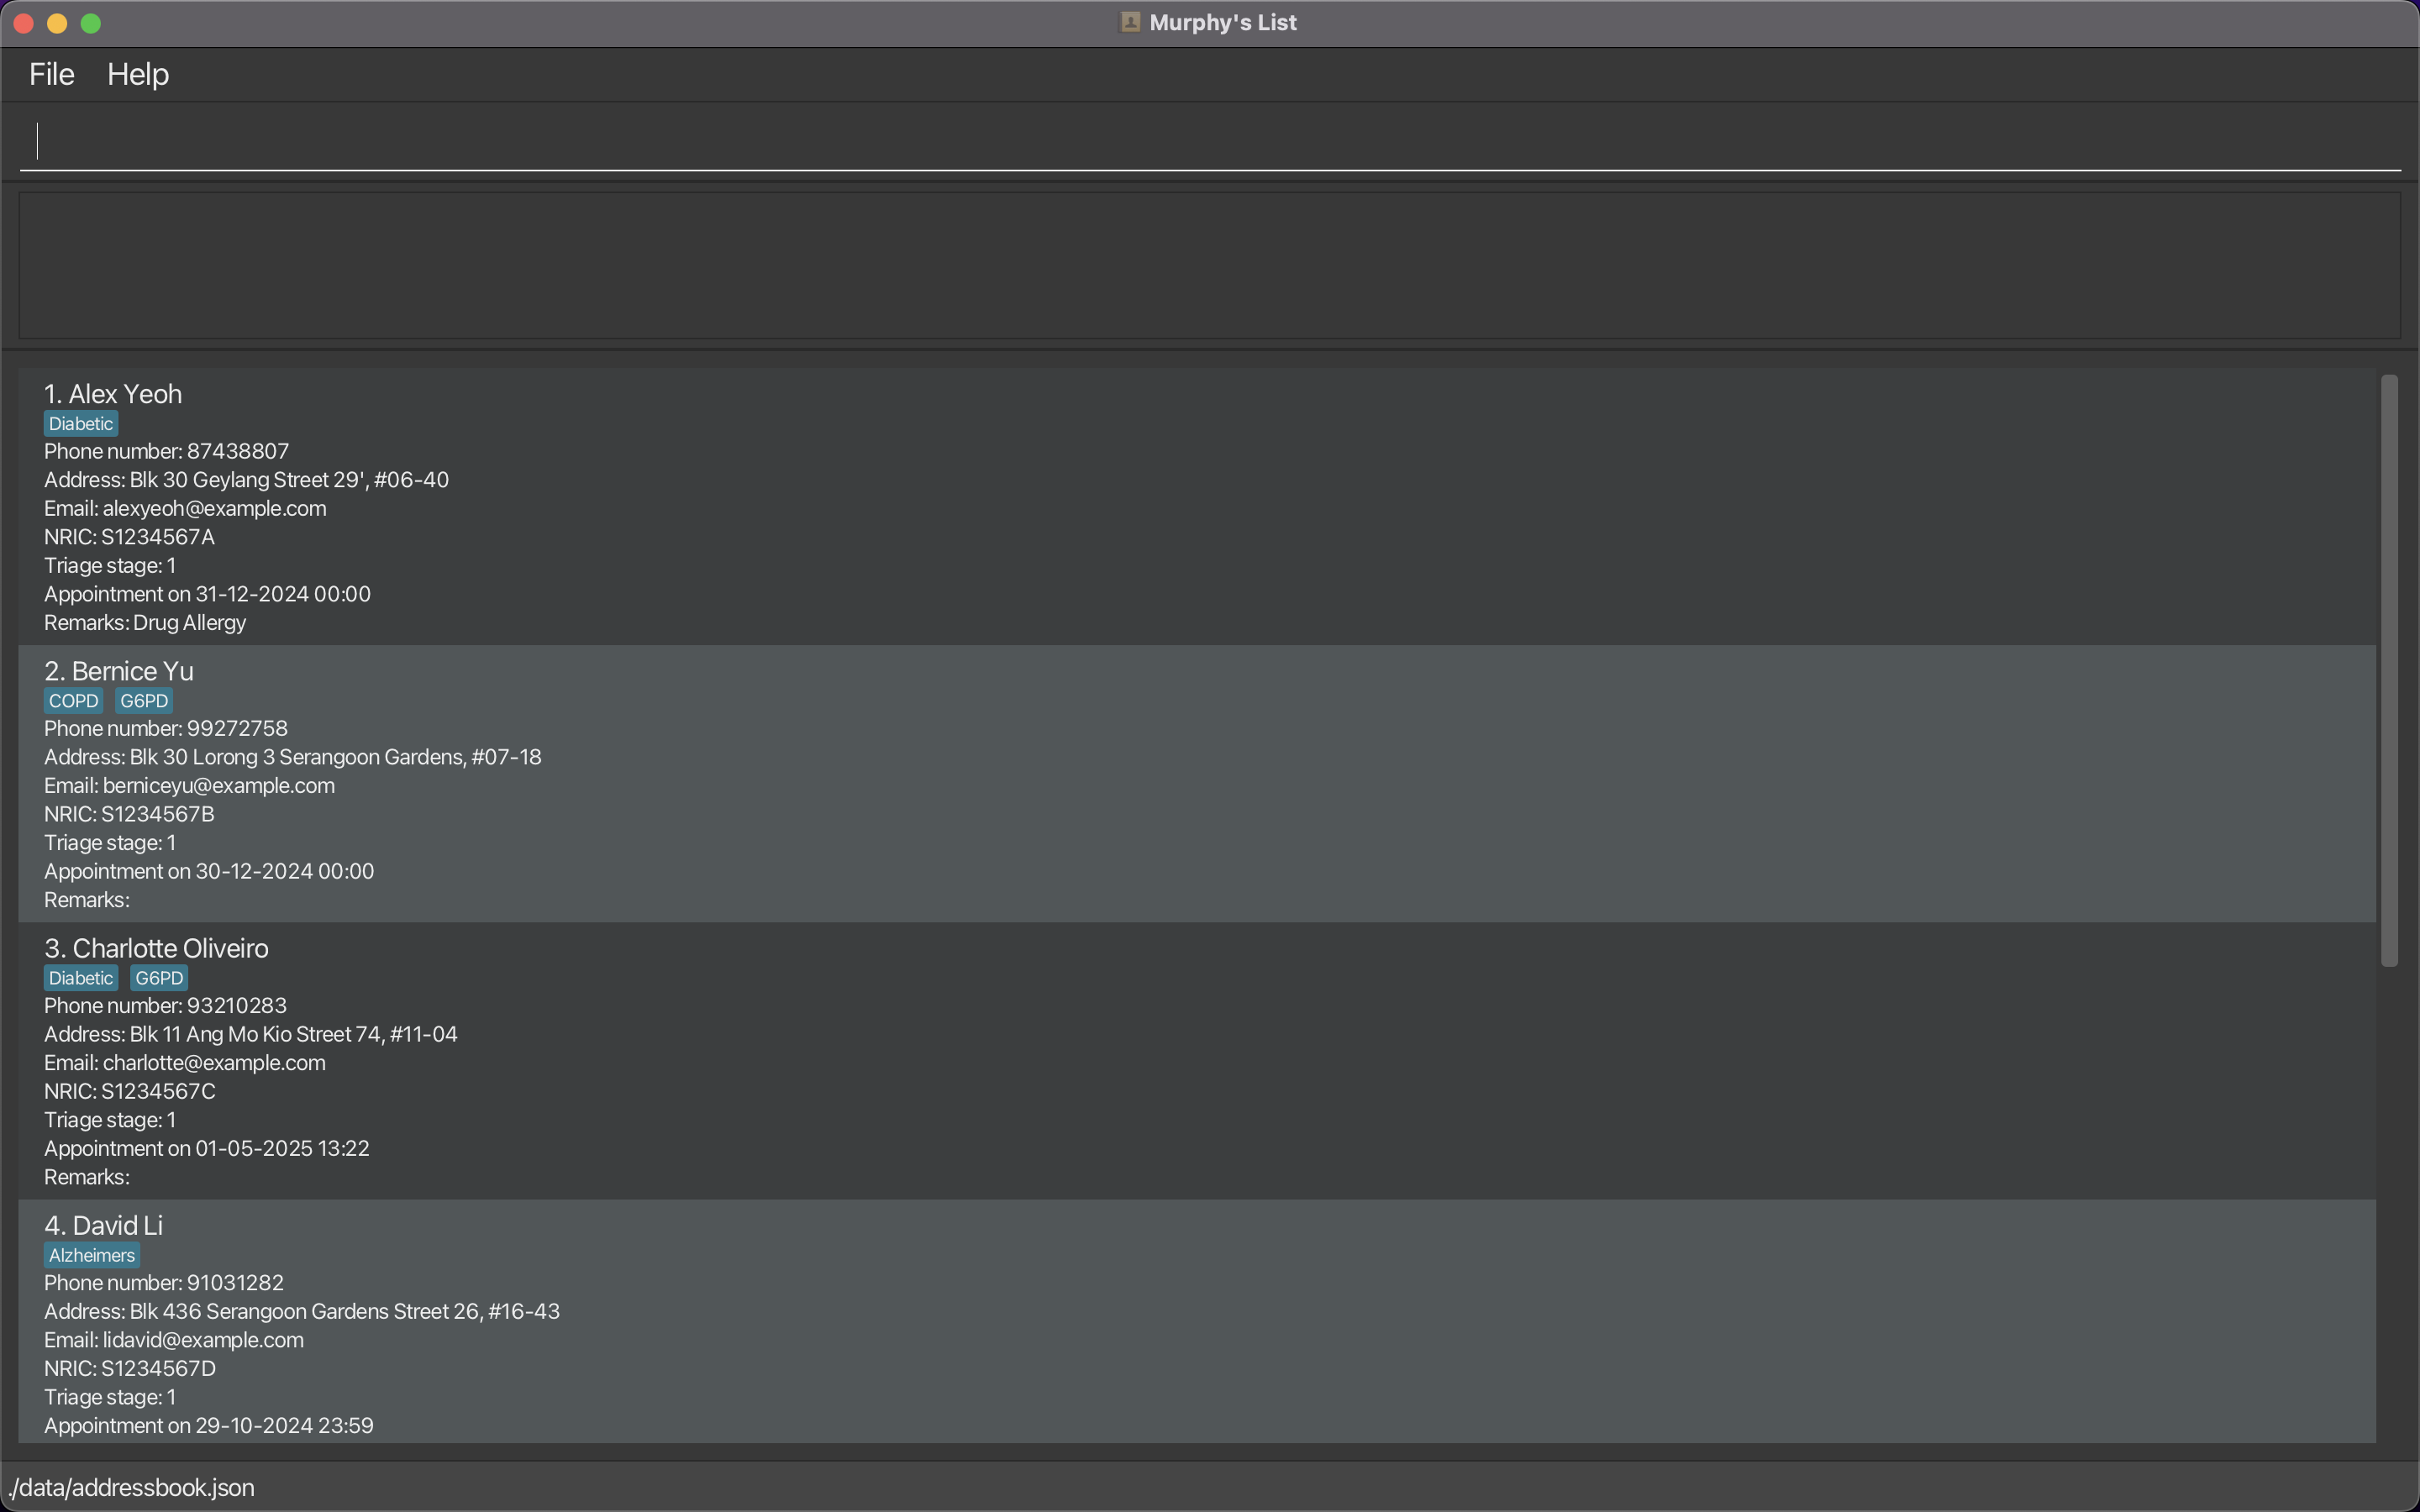 Murphy's List
File Help
1. Alex Yeoh
Diabetic
Phone number: 87438807
Address: Blk 30 Geylang Street 29', #06-40
Email: alexyeoh@example.com
NRIC: S1234567A
Triage stage: 1
Appointment on 31-12-2024 00:00
Remarks: Drug Allergy
2. Bernice Yu
COPD G6PD
Phone number: 99272758
Address: Blk 30 Lorong 3 Serangoon Gardens, #07-18
Email: berniceyu@example.com
NRIC: S1234567B
Triage stage: 1
Appointment on 30-12-2024 00:00
Remarks:
3. Charlotte Oliveiro
Diabetic G6PD
Phone number: 93210283
Address: Blk 11 Ang Mo Kio Street 74, #11-04
Email: charlotte@example.com
NRIC: S1234567C
Triage stage: 1
Appointment on 01-05-2025 13:22
Remarks:
4. David Li
Alzheimers
Phone number: 91031282
Address: Blk 436 Serangoon Gardens Street 26, #16-43
Email: lidavid@example.com
NRIC: S1234567D
Triage stage: 1
Appointment on 29-10-2024 23:59
./data/addressbook.json